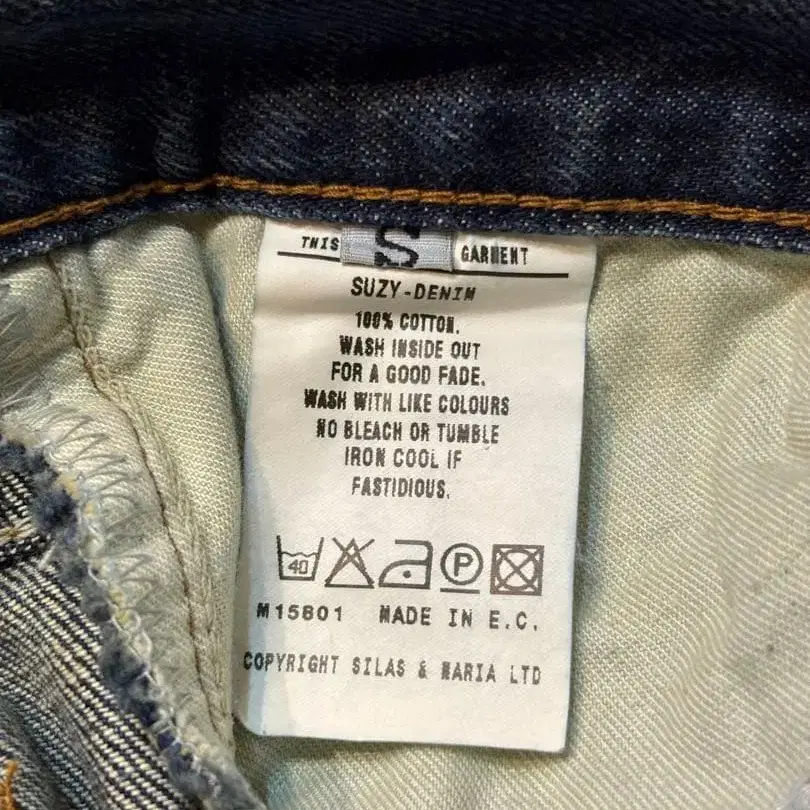 THIS S GARMENT
SUZY-DENIM
100% COTTON.
WASH INSIDE OUT
FOR A GOOD FADE.
WASH WITH LIKE COLOURS
NO BLEACH OR TUMBLE
IRON COOL IF
FASTIDIOUS.
40 P
M15801 MADE IN E.C.
COPYRIGHT SILAS & MARIA LTD